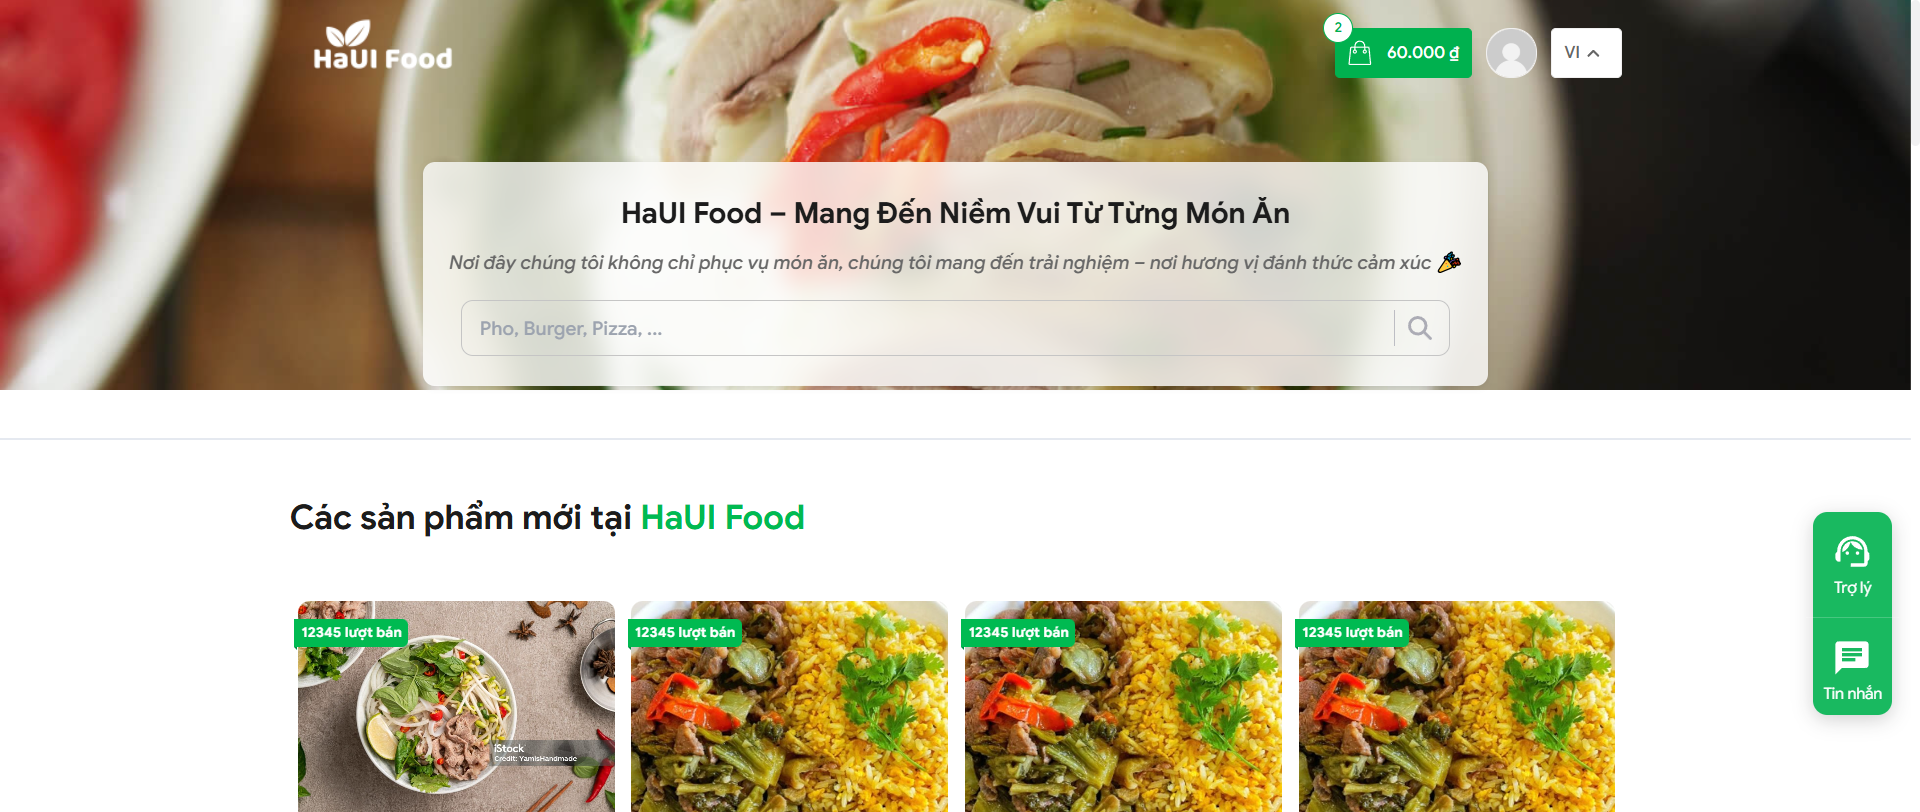 HaUI Food
2
60.000 ₫
VI
HaUI Food – Mang Đến Niềm Vui Từ Từng Món Ăn
Nơi đây chúng tôi không chỉ phục vụ món ăn, chúng tôi mang đến trải nghiệm – nơi hương vị đánh thức cảm xúc 🎉
Pho, Burger, Pizza, ...
Các sản phẩm mới tại HaUI Food
Trợ lý
Tin nhắn
12345 lượt bán
12345 lượt bán
12345 lượt bán
12345 lượt bán
iStock
Credit: YamisHandmade